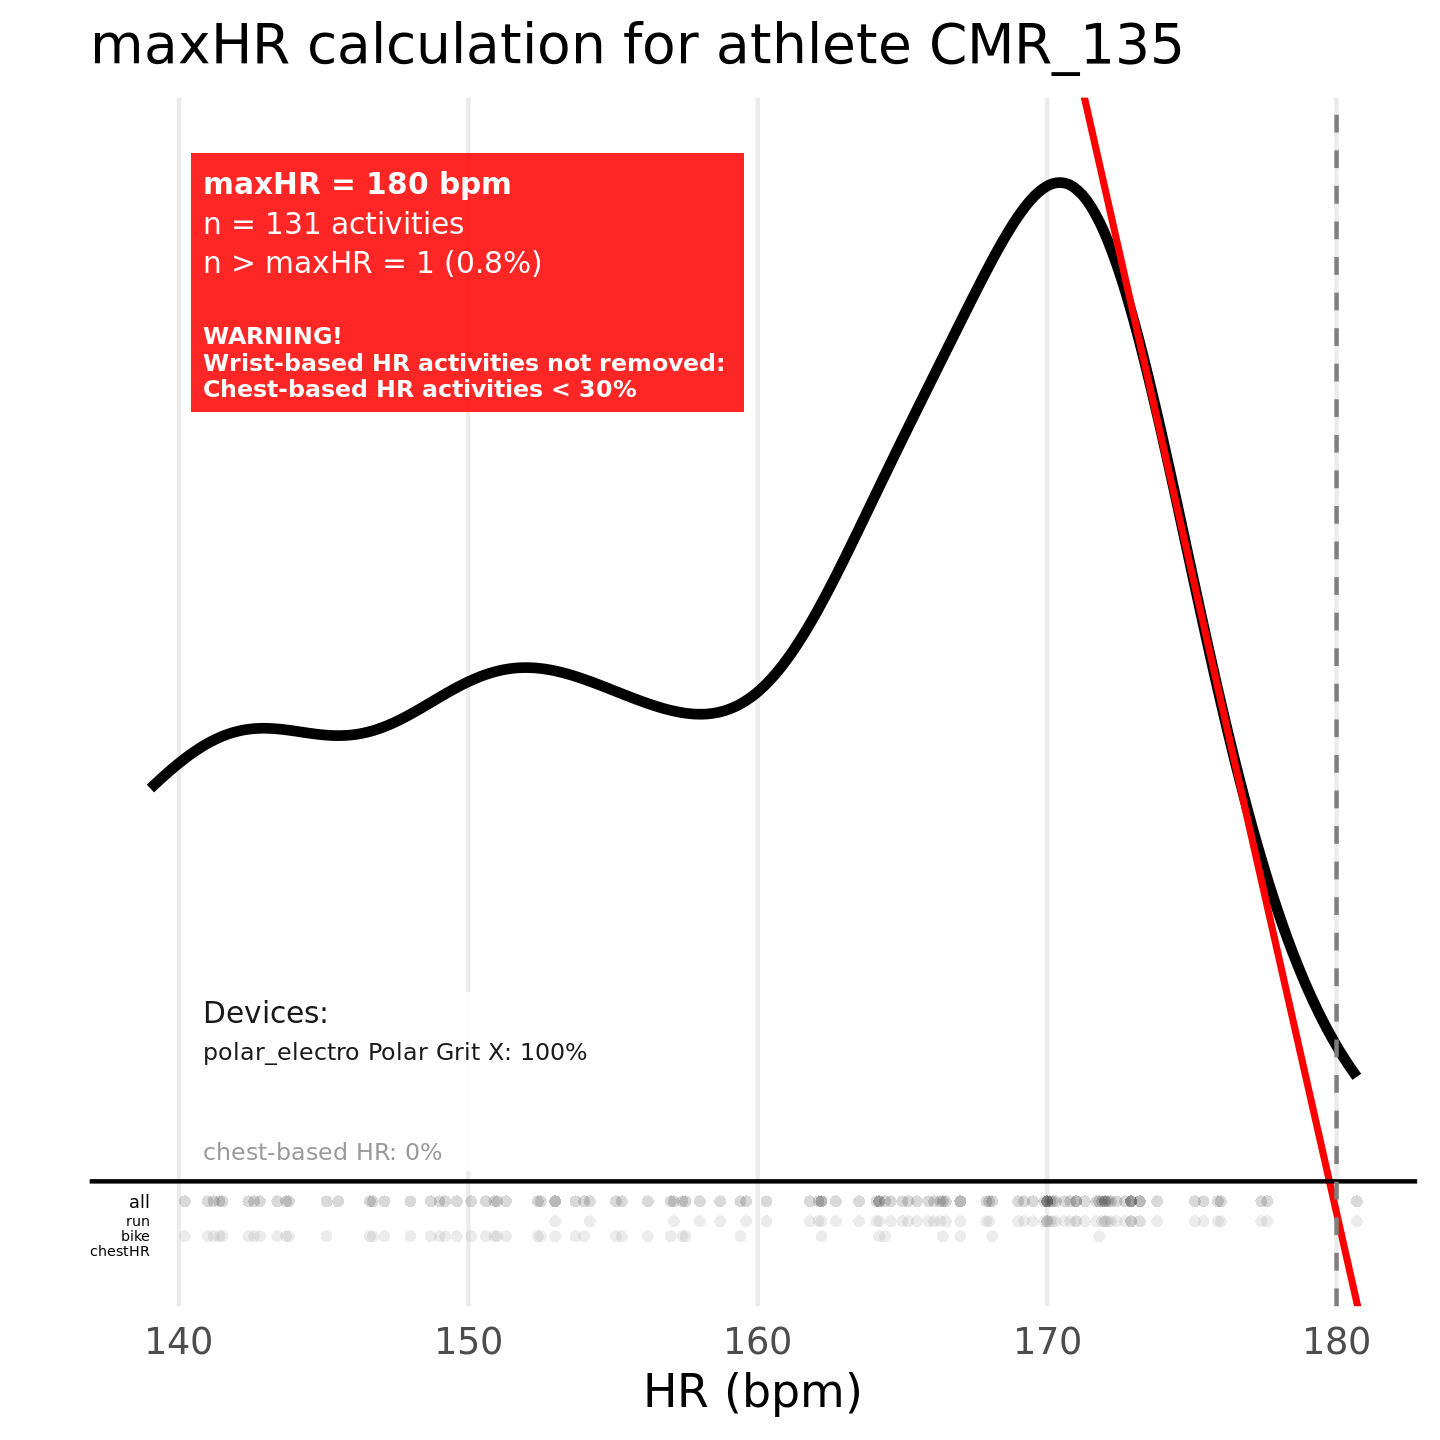 maxHR calculation for athlete CMR_135
maxHR = 180 bpm
n = 131 activities
n > maxHR = 1 (0.8%)
WARNING!
Wrist-based HR activities not removed:
Chest-based HR activities < 30%
Devices:
polar_electro Polar Grit X: 100%
chest-based HR: 0%
all
run
bike
chestHR
140 150 160 170 180
HR (bpm)